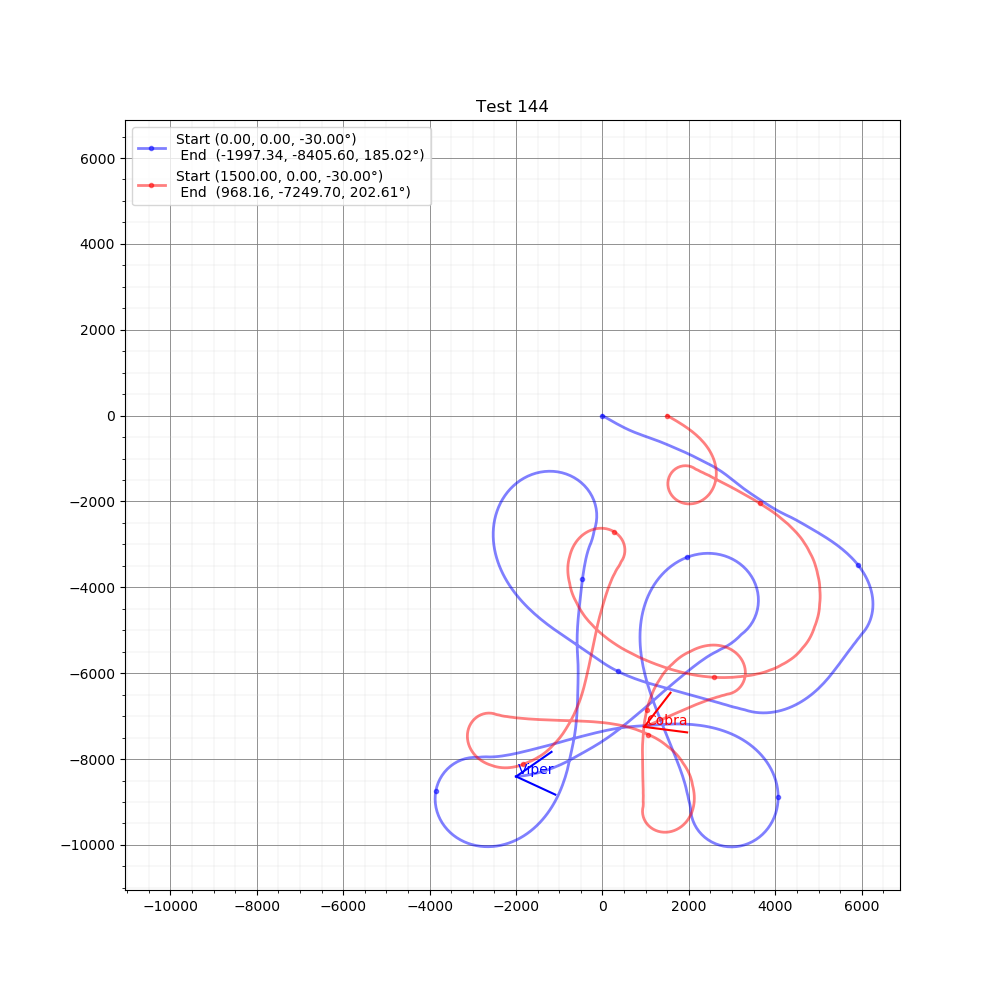 Test 144
Start (0.00, 0.00, -30.00°)
End  (-1997.34, -8405.60, 185.02°)
Start (1500.00, 0.00, -30.00°)
End  (968.16, -7249.70, 202.61°)
6000
4000
2000
0
−2000
−4000
−6000
−8000
−10000
Cobra
Viper
−10000 −8000 −6000 −4000 −2000 0 2000 4000 6000